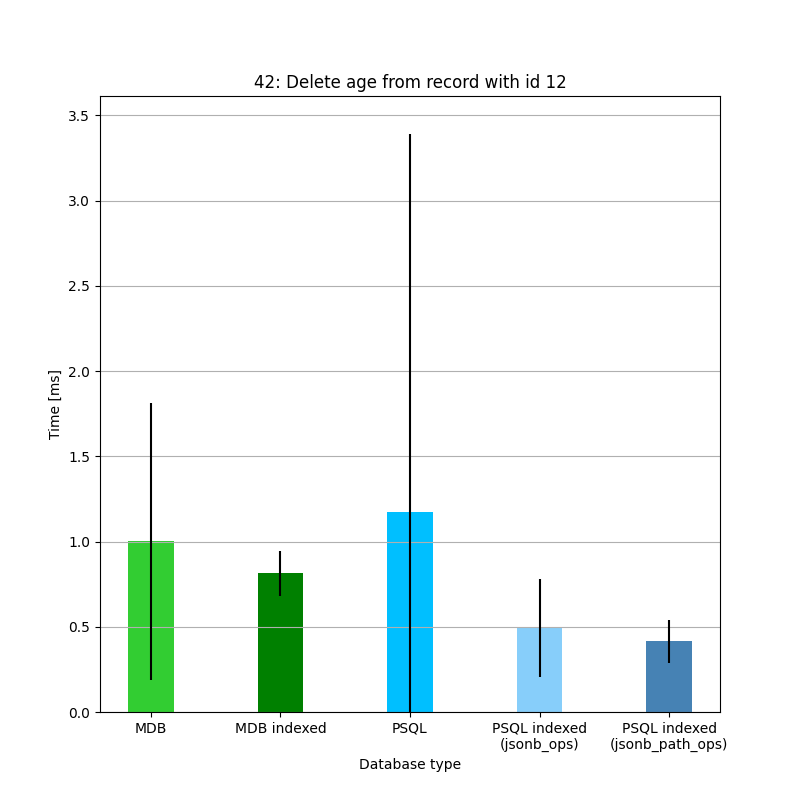 42: Delete age from record with id 12
3.5
3.0
2.5
2.0
1.5
1.0
0.5
0.0
Time [ms]
MDB
MDB indexed
PSQL
PSQL indexed
(jsonb_ops)
PSQL indexed
(jsonb_path_ops)
Database type